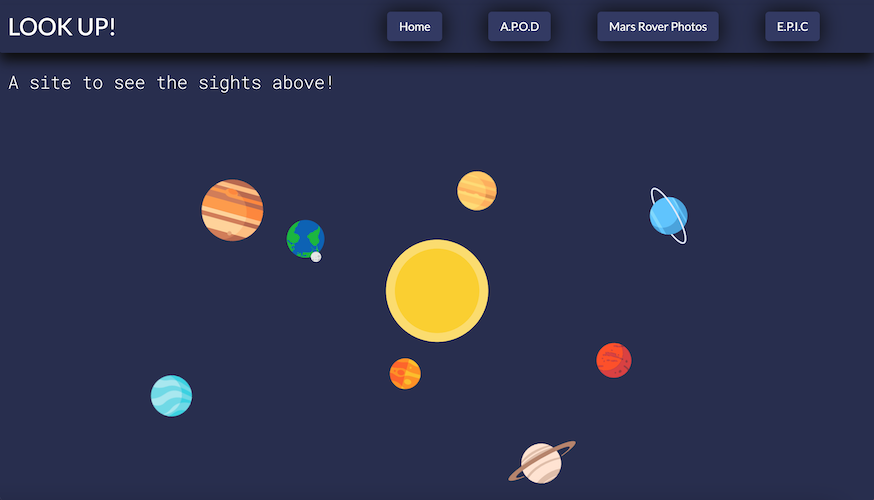 LOOK UP!
Home
A.P.O.D
Mars Rover Photos
E.P.I.C
A site to see the sights above!